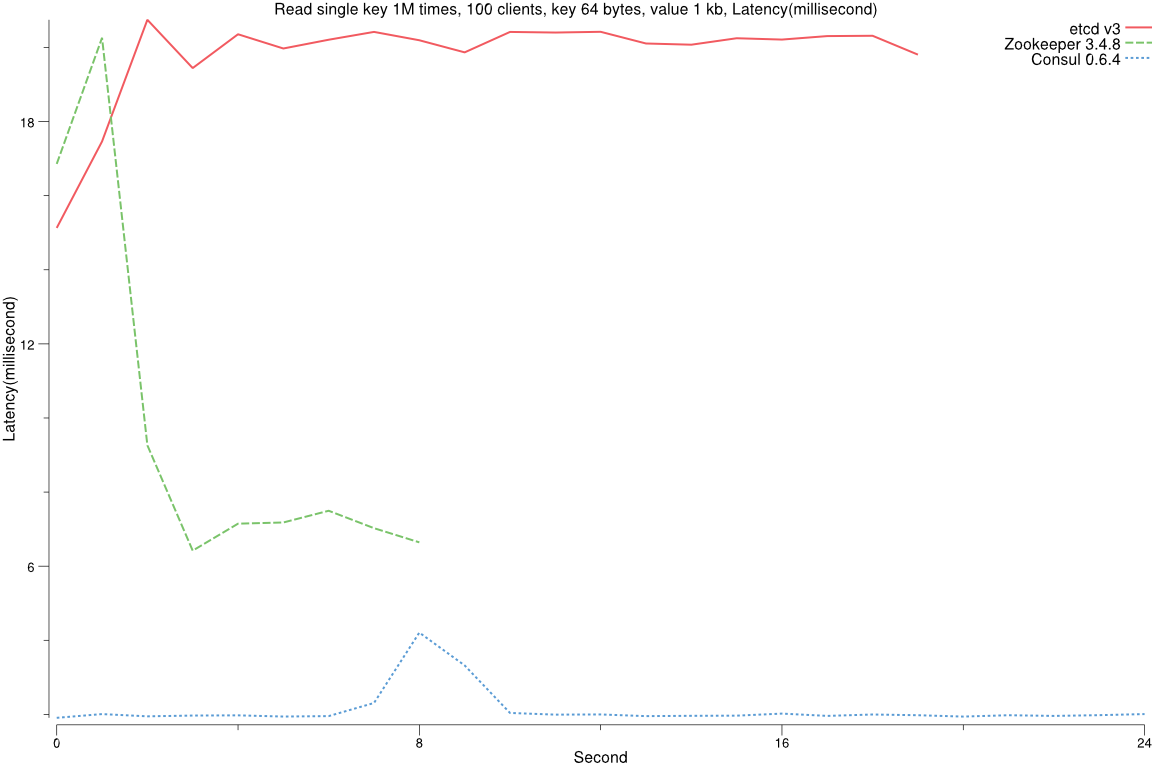 Read single key 1M times, 100 clients, key 64 bytes, value 1 kb, Latency(millisecond)
etcd v3
Zookeeper 3.4.8
Consul 0.6.4
18
12
6
Latency(millisecond)
0 8 16 24
Second